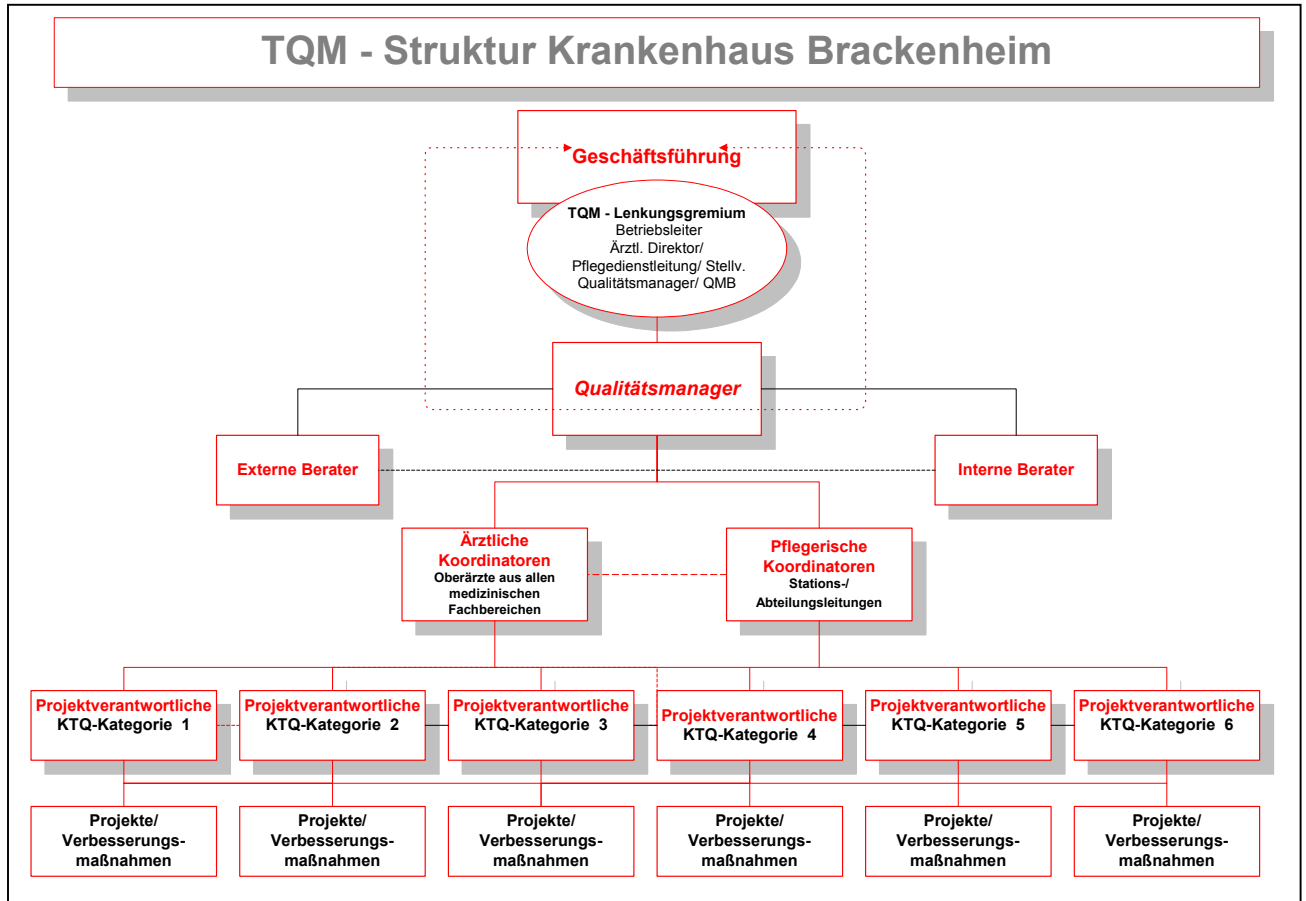 TQM - Struktur Krankenhaus Brackenheim
Geschäftsführung
TQM - Lenkungsgremium
Betriebsleiter
Ärztl. Direktor/
Pflegedienstleitung/ Stellv.
Qualitätsmanager/ QMB
Qualitätsmanager
Externe Berater
Interne Berater
Ärztliche
Koordinatoren
Oberärzte aus allen
medizinischen
Fachbereichen
Pflegerische
Koordinatoren
Stations-/
Abteilungsleitungen
Projektverantwortliche
KTQ-Kategorie 1
Projektverantwortliche
KTQ-Kategorie 2
Projektverantwortliche
KTQ-Kategorie 3
Projektverantwortliche
KTQ-Kategorie 4
Projektverantwortliche
KTQ-Kategorie 5
Projektverantwortliche
KTQ-Kategorie 6
Projekte/
Verbesserungs-
maßnahmen
Projekte/
Verbesserungs-
maßnahmen
Projekte/
Verbesserungs-
maßnahmen
Projekte/
Verbesserungs-
maßnahmen
Projekte/
Verbesserungs-
maßnahmen
Projekte/
Verbesserungs-
maßnahmen